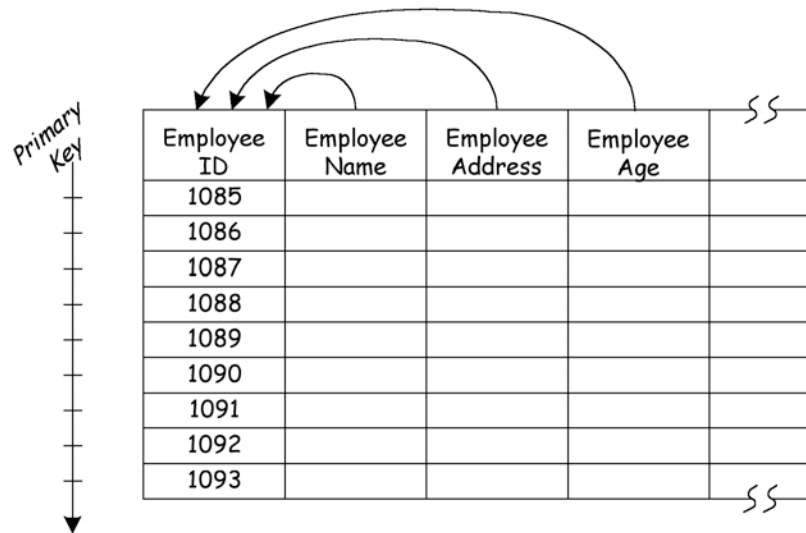 Primary
Key
Employee
ID
Employee
Name
Employee
Address
Employee
Age
1085
1086
1087
1088
1089
1090
1091
1092
1093